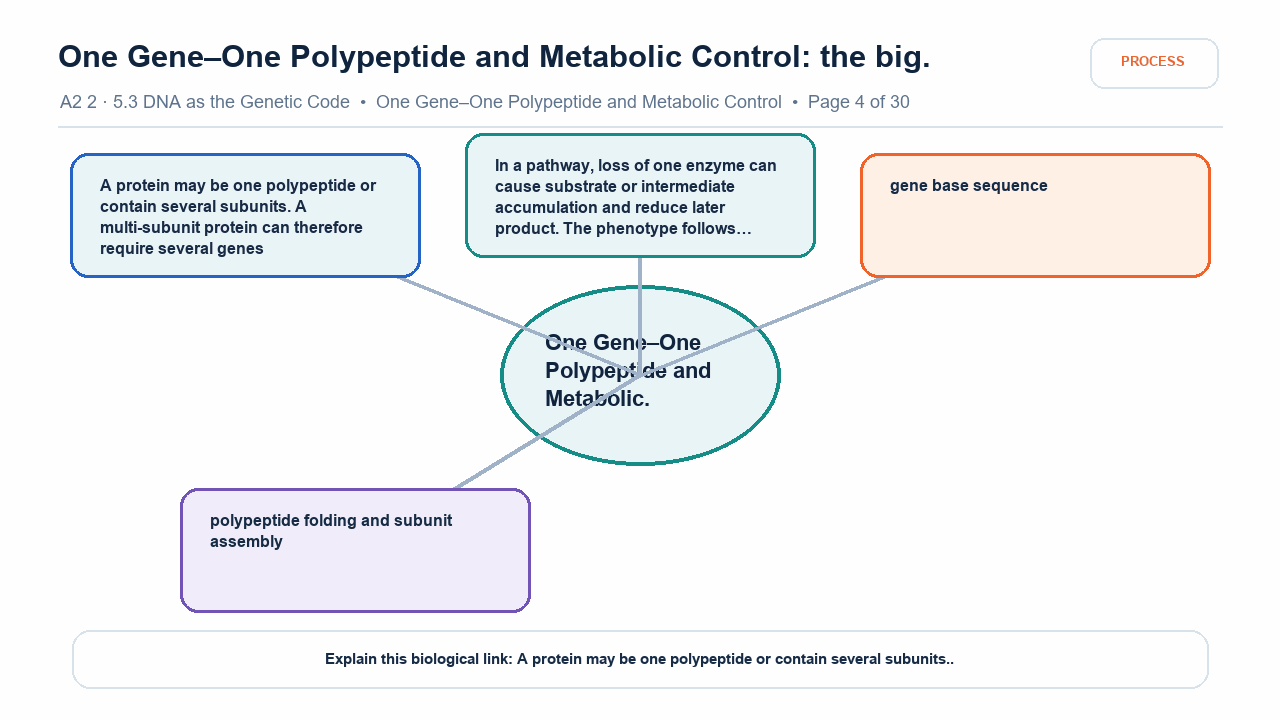 One Gene–One Polypeptide and Metabolic Control: the big.
PROCESS
A2 2 · 5.3 DNA as the Genetic Code • One Gene–One Polypeptide and Metabolic Control • Page 4 of 30
A protein may be one polypeptide or
contain several subunits. A
multi-subunit protein can therefore
require several genes
In a pathway, loss of one enzyme can
cause substrate or intermediate
accumulation and reduce later
product. The phenotype follows…
gene base sequence
One Gene–One
Polypeptide and
Metabolic.
polypeptide folding and subunit
assembly
Explain this biological link: A protein may be one polypeptide or contain several subunits..